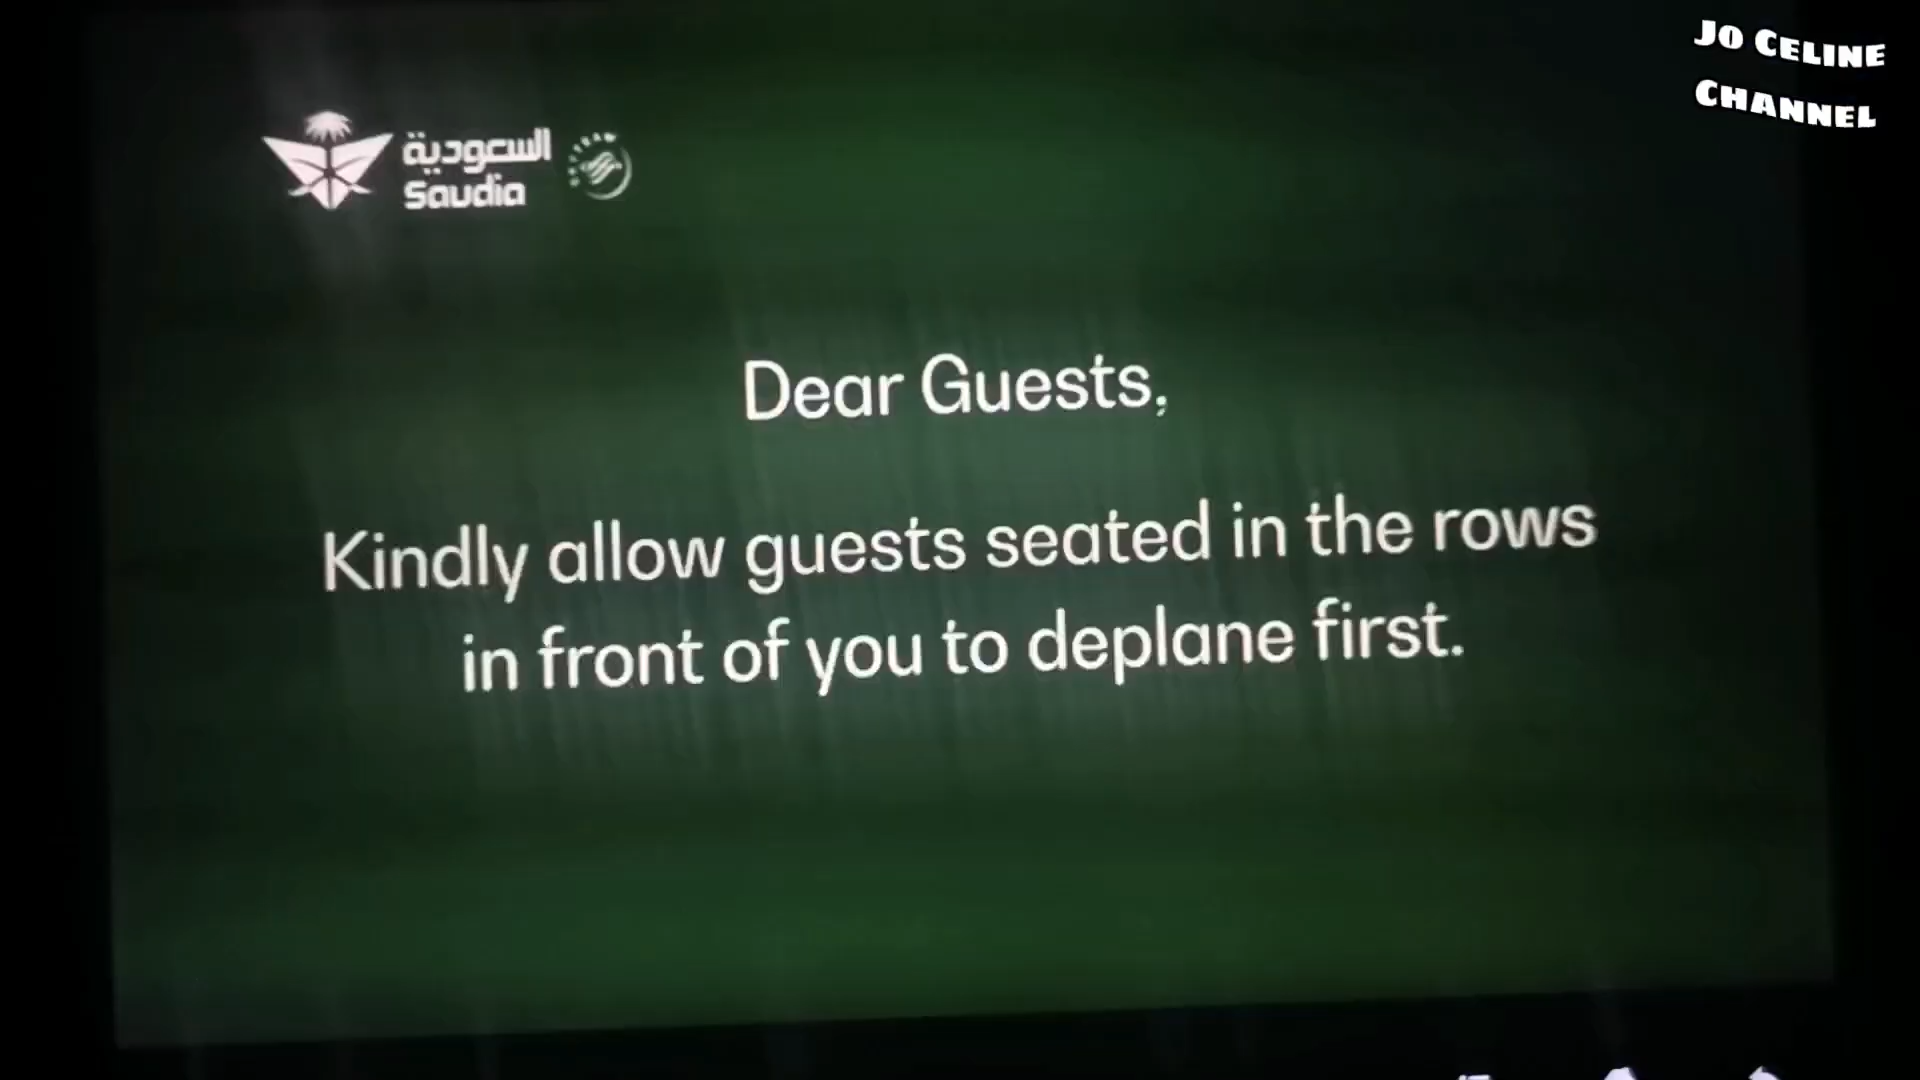 Jo Celine
Channel
السعودية
Saudia
Dear Guests,
Kindly allow guests seated in the rows
in front of you to deplane first.